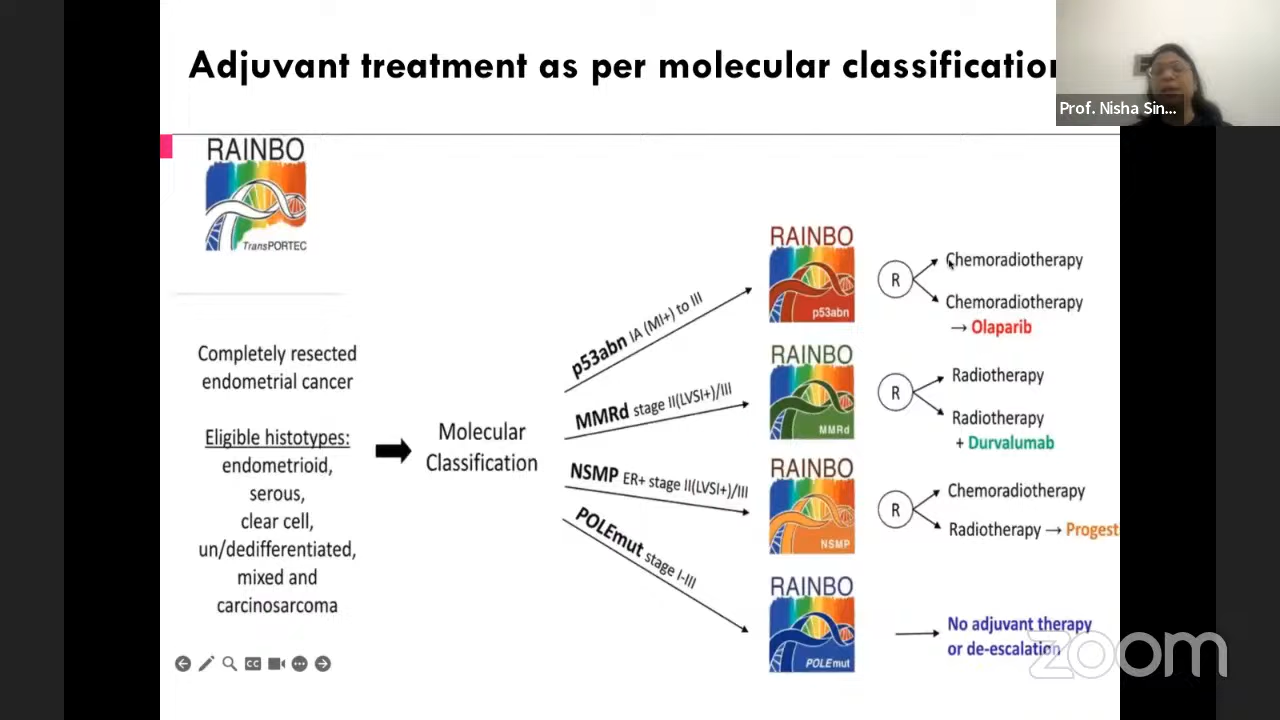 Adjuvant treatment as per molecular classification
Prof. Nisha Sin...
RAINBO
TransPORTEC
Completely resected
endometrial cancer
Eligible histotypes:
endometrioid,
serous,
clear cell,
un/dedifferentiated,
mixed and
carcinosarcoma
Molecular
Classification
p53abn IA (MI+) to III
MMRd stage II(LVSI+)/III
NSMP ER+ stage II(LVSI+)/III
POLEmut stage I-III
RAINBO
p53abn
R
Chemoradiotherapy
Chemoradiotherapy
→ Olaparib
RAINBO
MMRd
R
Radiotherapy
Radiotherapy
+ Durvalumab
RAINBO
NSMP
R
Chemoradiotherapy
Radiotherapy → Progest
RAINBO
POLEmut
No adjuvant therapy
or de-escalation
CC
zoom